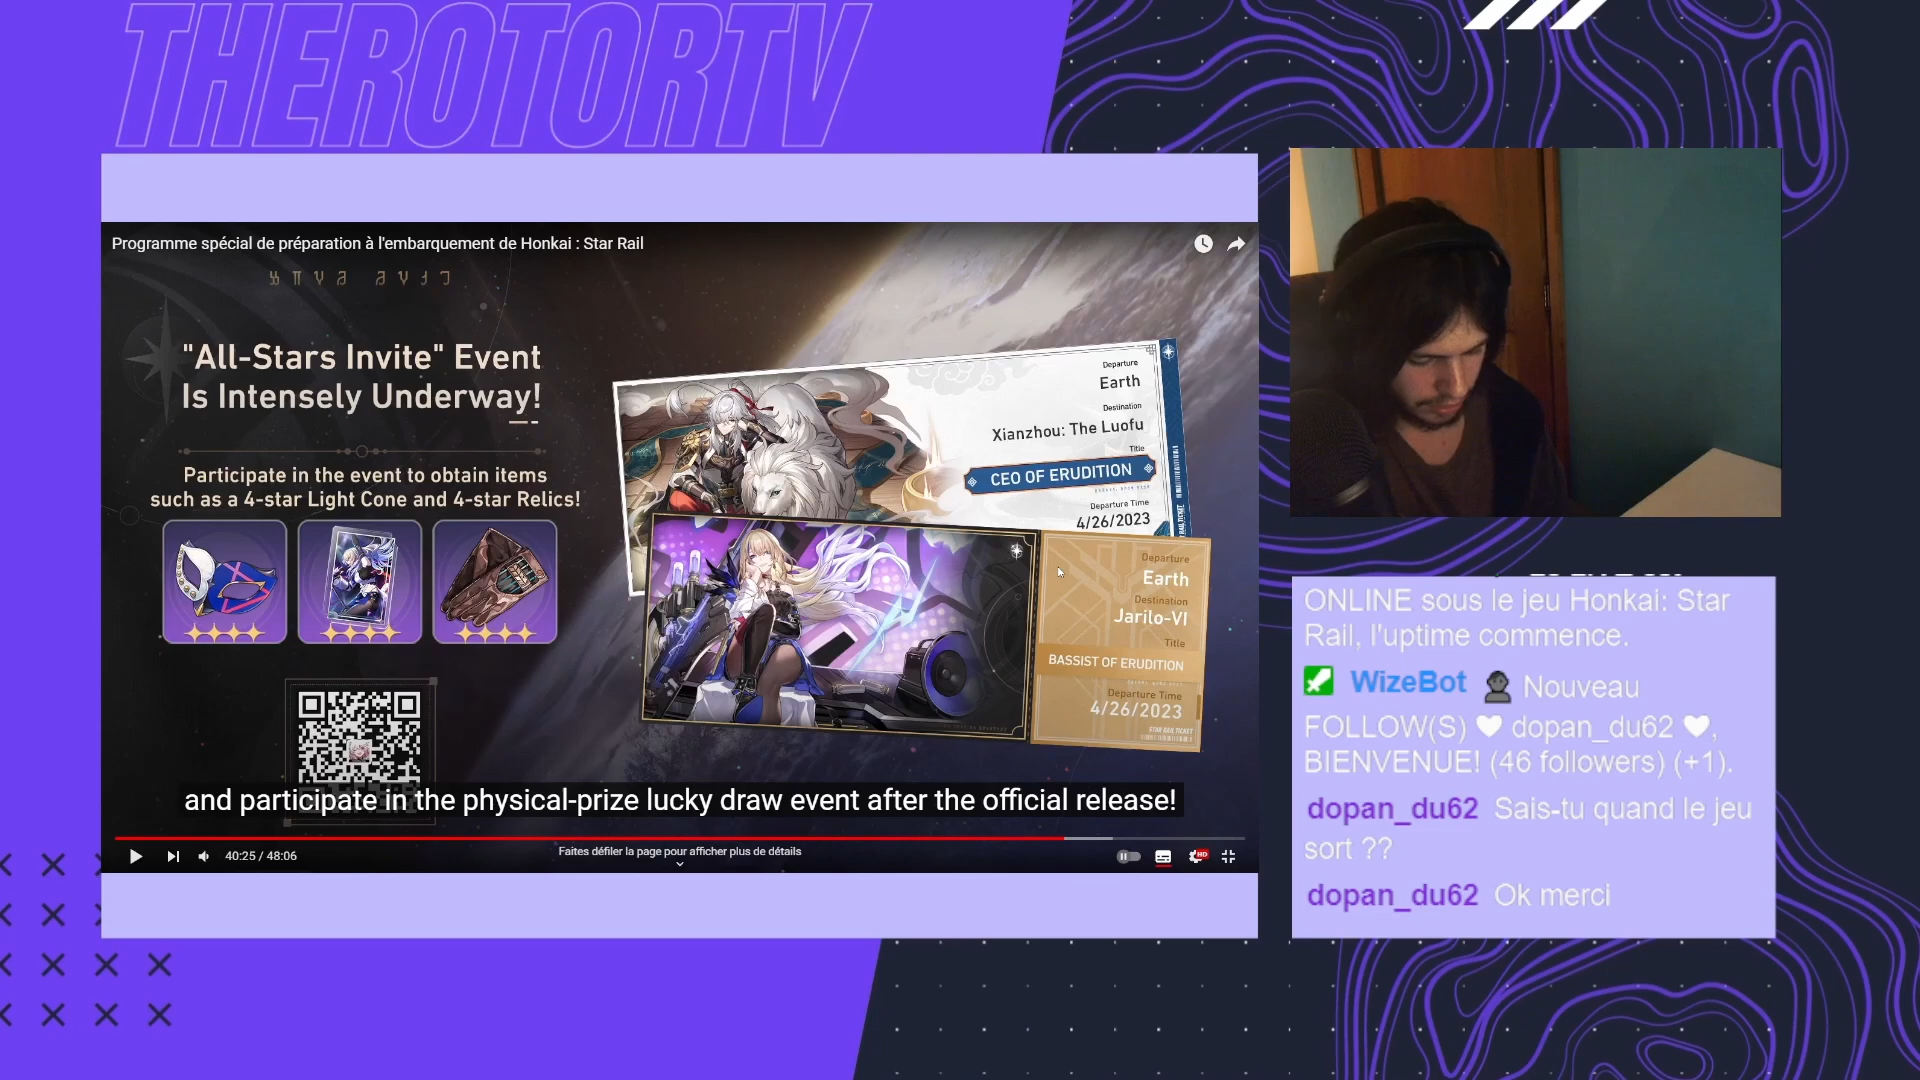 THEROTORTV
Programme spécial de préparation à l'embarquement de Honkai : Star Rail
"All-Stars Invite" Event
Is Intensely Underway!
Participate in the event to obtain items
such as a 4-star Light Cone and 4-star Relics!
Departure
Earth
Destination
Xianzhou: The Luofu
Title
CEO OF ERUDITION
Departure Time
4/26/2023
Departure
Earth
Destination
Jarilo-VI
Title
BASSIST OF ERUDITION
Departure Time
4/26/2023
STAR RAIL TICKET
and participate in the physical-prize lucky draw event after the official release!
40:25 / 48:06
Faites défiler la page pour afficher plus de détails
HD
ONLINE sous le jeu Honkai: Star
Rail, l'uptime commence.
WizeBot Nouveau
FOLLOW(S) dopan_du62 ,
BIENVENUE! (46 followers) (+1).
dopan_du62 Sais-tu quand le jeu
sort ??
dopan_du62 Ok merci